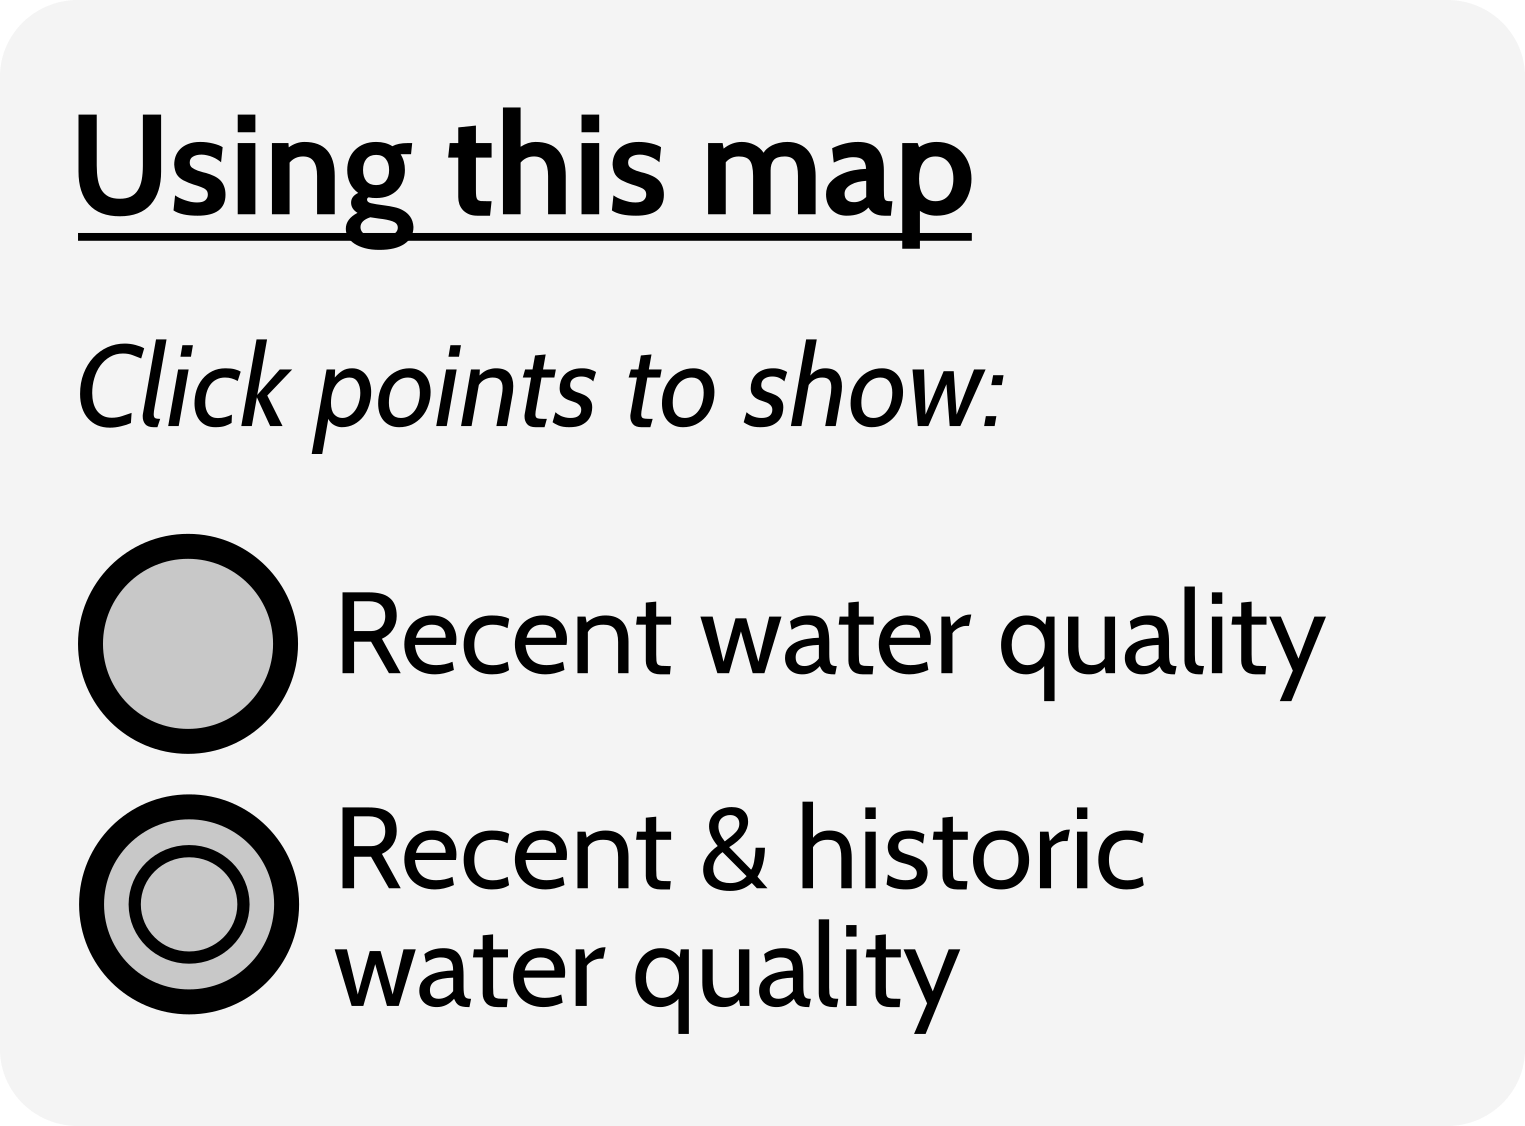 Using this map
Click points to show:
Recent water quality
Recent & historic
water quality